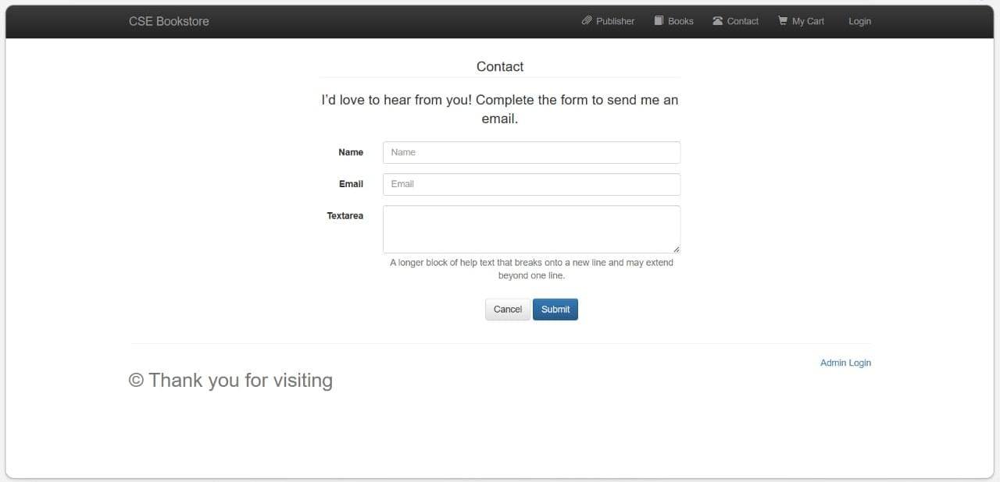 CSE Bookstore Publisher Books Contact My Cart Login
Contact
I'd love to hear from you! Complete the form to send me an
email.
Name Name
Email Email
Textarea
A longer block of help text that breaks onto a new line and may extend
beyond one line.
Cancel Submit
Admin Login
© Thank you for visiting